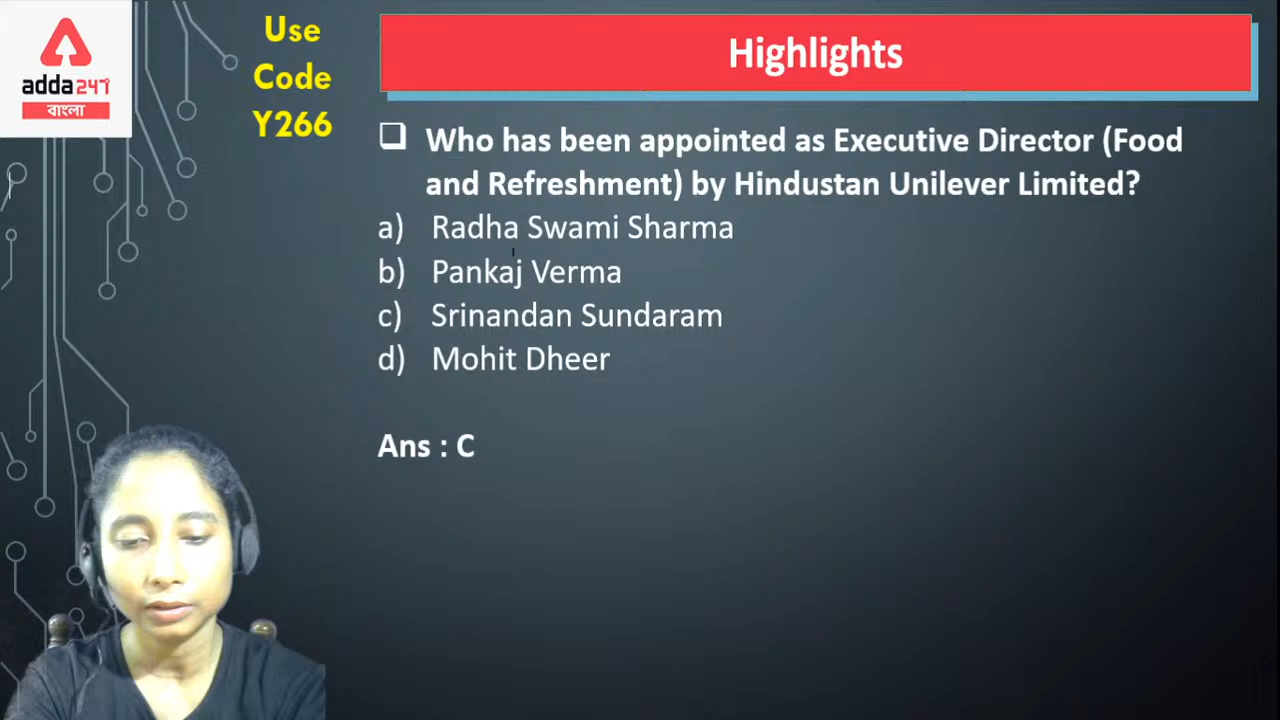 adda247
বাংলা
Use
Code
Y266
Highlights
❑ Who has been appointed as Executive Director (Food
and Refreshment) by Hindustan Unilever Limited?
a) Radha Swami Sharma
b) Pankaj Verma
c) Srinandan Sundaram
d) Mohit Dheer
Ans : C